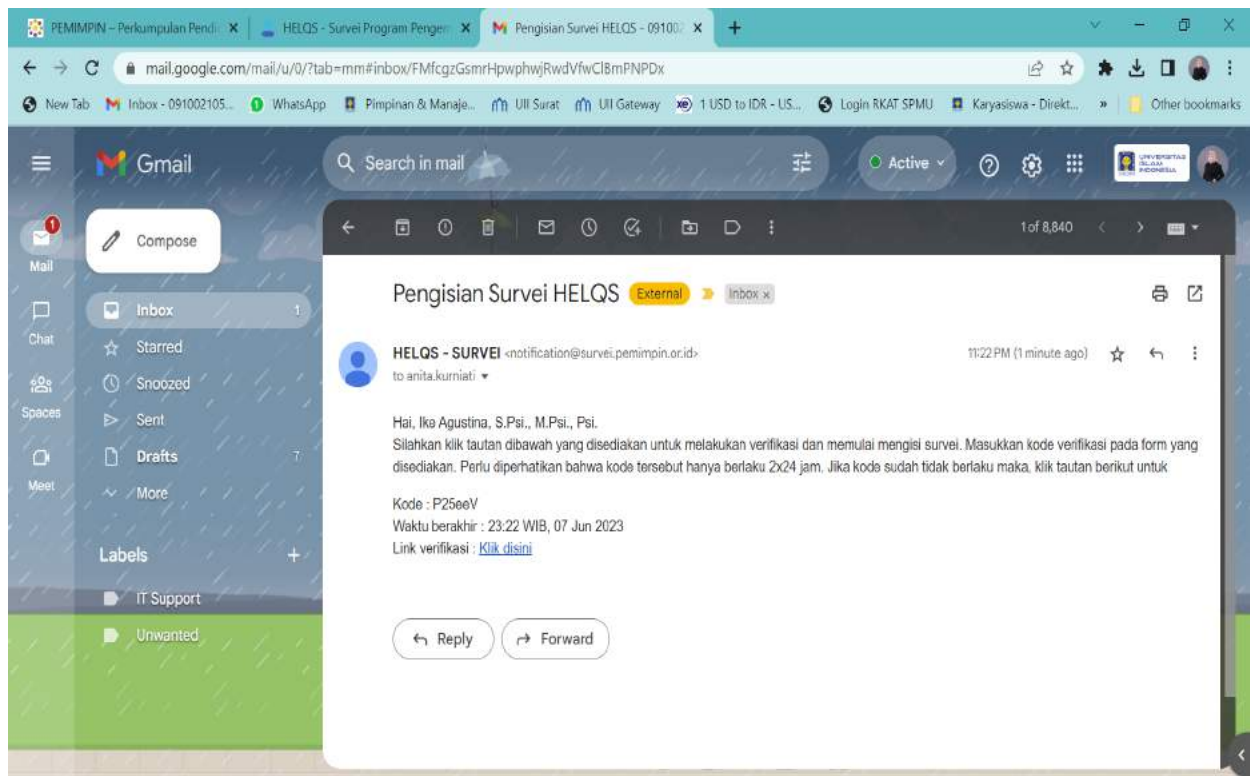 PEMIMPIN – Perkumpulan Pendi
HELQS - Survei Program Pengem
Pengisian Survei HELQS - 091002
mail.google.com/mail/u/0/?tab=mm#inbox/FMfcgzGsmrHpwphwjRwdVfwClBmPNPDx
New Tab
Inbox - 091002105...
WhatsApp
Pimpinan & Manaje...
UII Surat
UII Gateway
1 USD to IDR - US...
Login RKAT SPMU
Karyasiswa - Direkt...
»
Other bookmarks
Gmail
Search in mail
Active
UNIVERSITAS
ISLAM
INDONESIA
1
Mail
Compose
1 of 8,840
Chat
Inbox 1
Starred
Spaces
Snoozed
Sent
Meet
Drafts 7
More
Labels +
IT Support
Unwanted
Pengisian Survei HELQS External Inbox x
HELQS - SURVEI <notification@survei.pemimpin.or.id>
11:22 PM (1 minute ago)
to anita.kurniati
Hai, Ike Agustina, S.Psi., M.Psi., Psi.
Silahkan klik tautan dibawah yang disediakan untuk melakukan verifikasi dan memulai mengisi survei. Masukkan kode verifikasi pada form yang
disediakan. Perlu diperhatikan bahwa kode tersebut hanya berlaku 2x24 jam. Jika kode sudah tidak berlaku maka, klik tautan berikut untuk
Kode : P25eeV
Waktu berakhir : 23:22 WIB, 07 Jun 2023
Link verifikasi : Klik disini
Reply
Forward